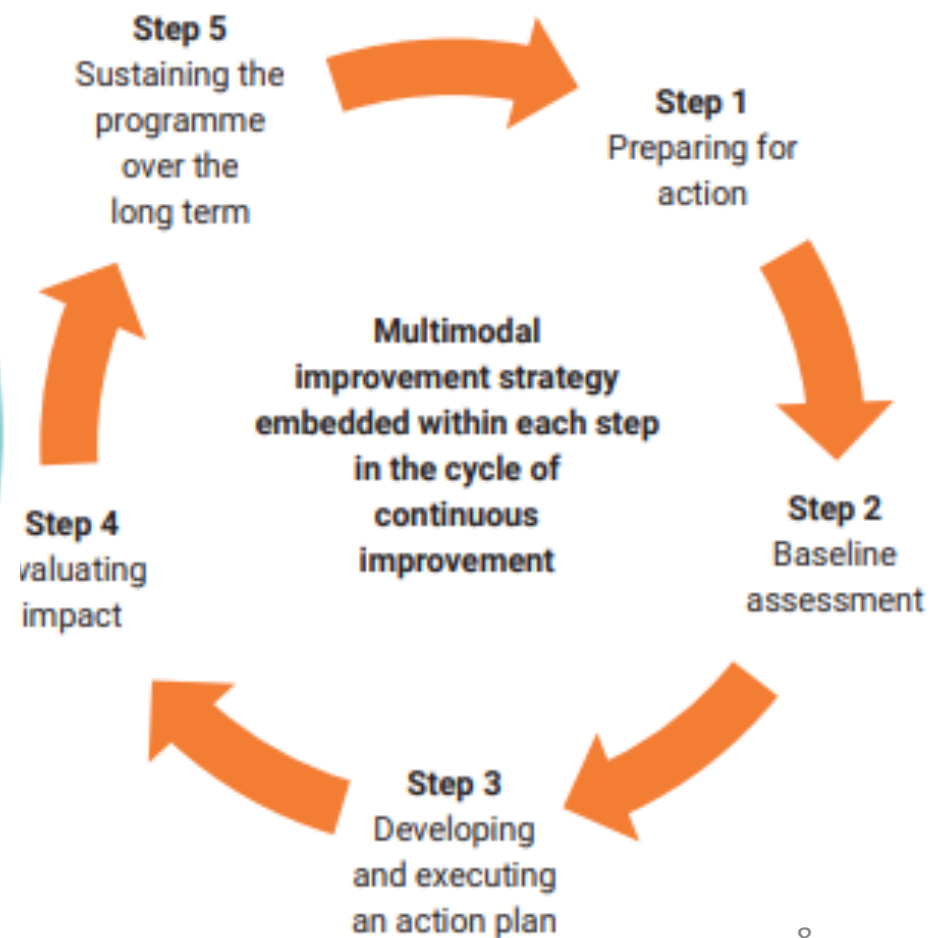 Step 5
Sustaining the
programme
over the
long term
Step 1
Preparing for
action
Multimodal
improvement strategy
embedded within each step
in the cycle of
continuous
improvement
Step 2
Baseline
assessment
Step 4
valuating
impact
Step 3
Developing
and executing
an action plan